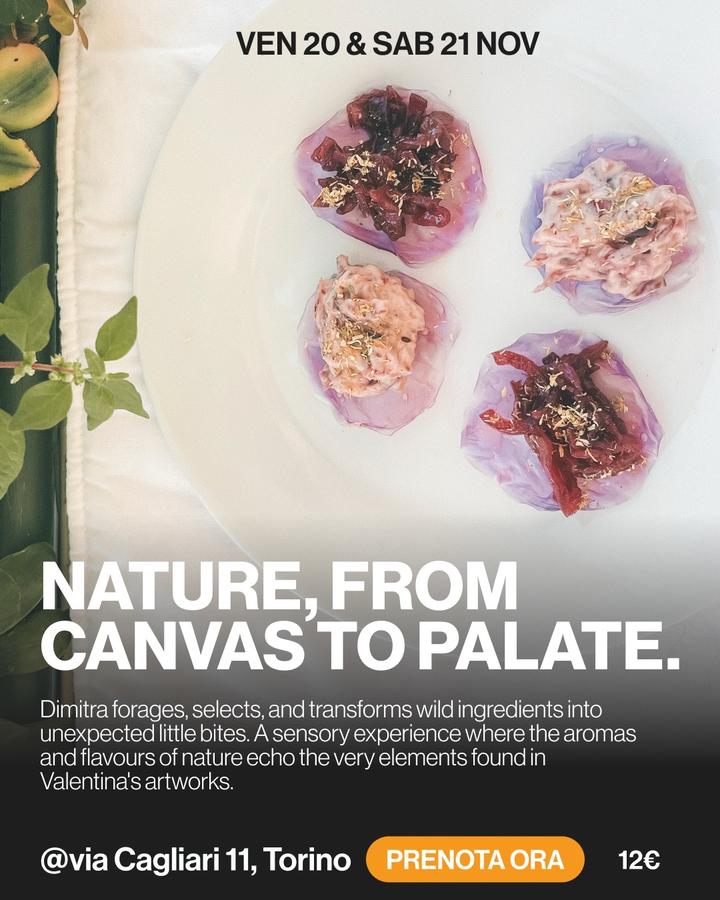 VEN 20 & SAB 21 NOV
NATURE, FROM
CANVAS TO PALATE.
Dimitra forages, selects, and transforms wild ingredients into
unexpected little bites. A sensory experience where the aromas
and flavours of nature echo the very elements found in
Valentina's artworks.
@via Cagliari 11, Torino PRENOTA ORA 12€